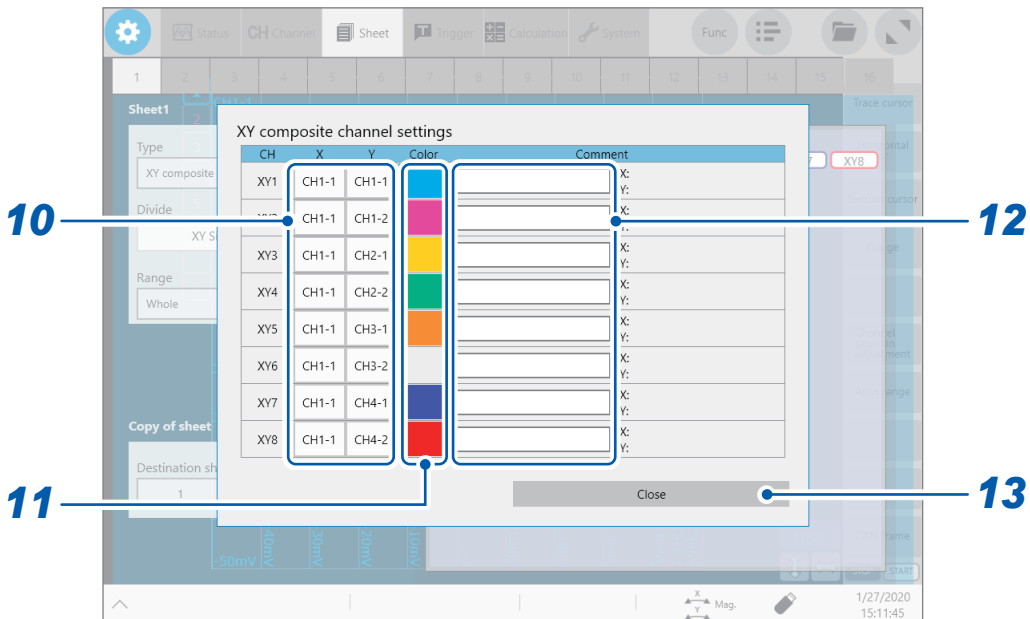 Status CH Channel Sheet Trigger Calculation System Func
1 2 3 4 5 6 7 8 9 10 11 12 13 14 15 16
Sheet1
Trace cursor
Type
XY composite
XY8
Divide
XY S
Range
Whole
Copy of sheet
Destination sh
1
XY composite channel settings
CH X Y Color Comment
XY1 CH1-1 CH1-1 X:
Y:
CH1-1 CH1-2 X:
XY3 CH1-1 CH2-1 X:
Y:
XY4 CH1-1 CH2-2 X:
Y:
XY5 CH1-1 CH3-1 X:
Y:
XY6 CH1-1 CH3-2 X:
Y:
XY7 CH1-1 CH4-1 X:
Y:
XY8 CH1-1 CH4-2 X:
Y:
Close
10
11
12
13
-50mV -40mV -30mV -20mV -10mV
START
X
Y
Mag.
1/27/2020
15:11:45